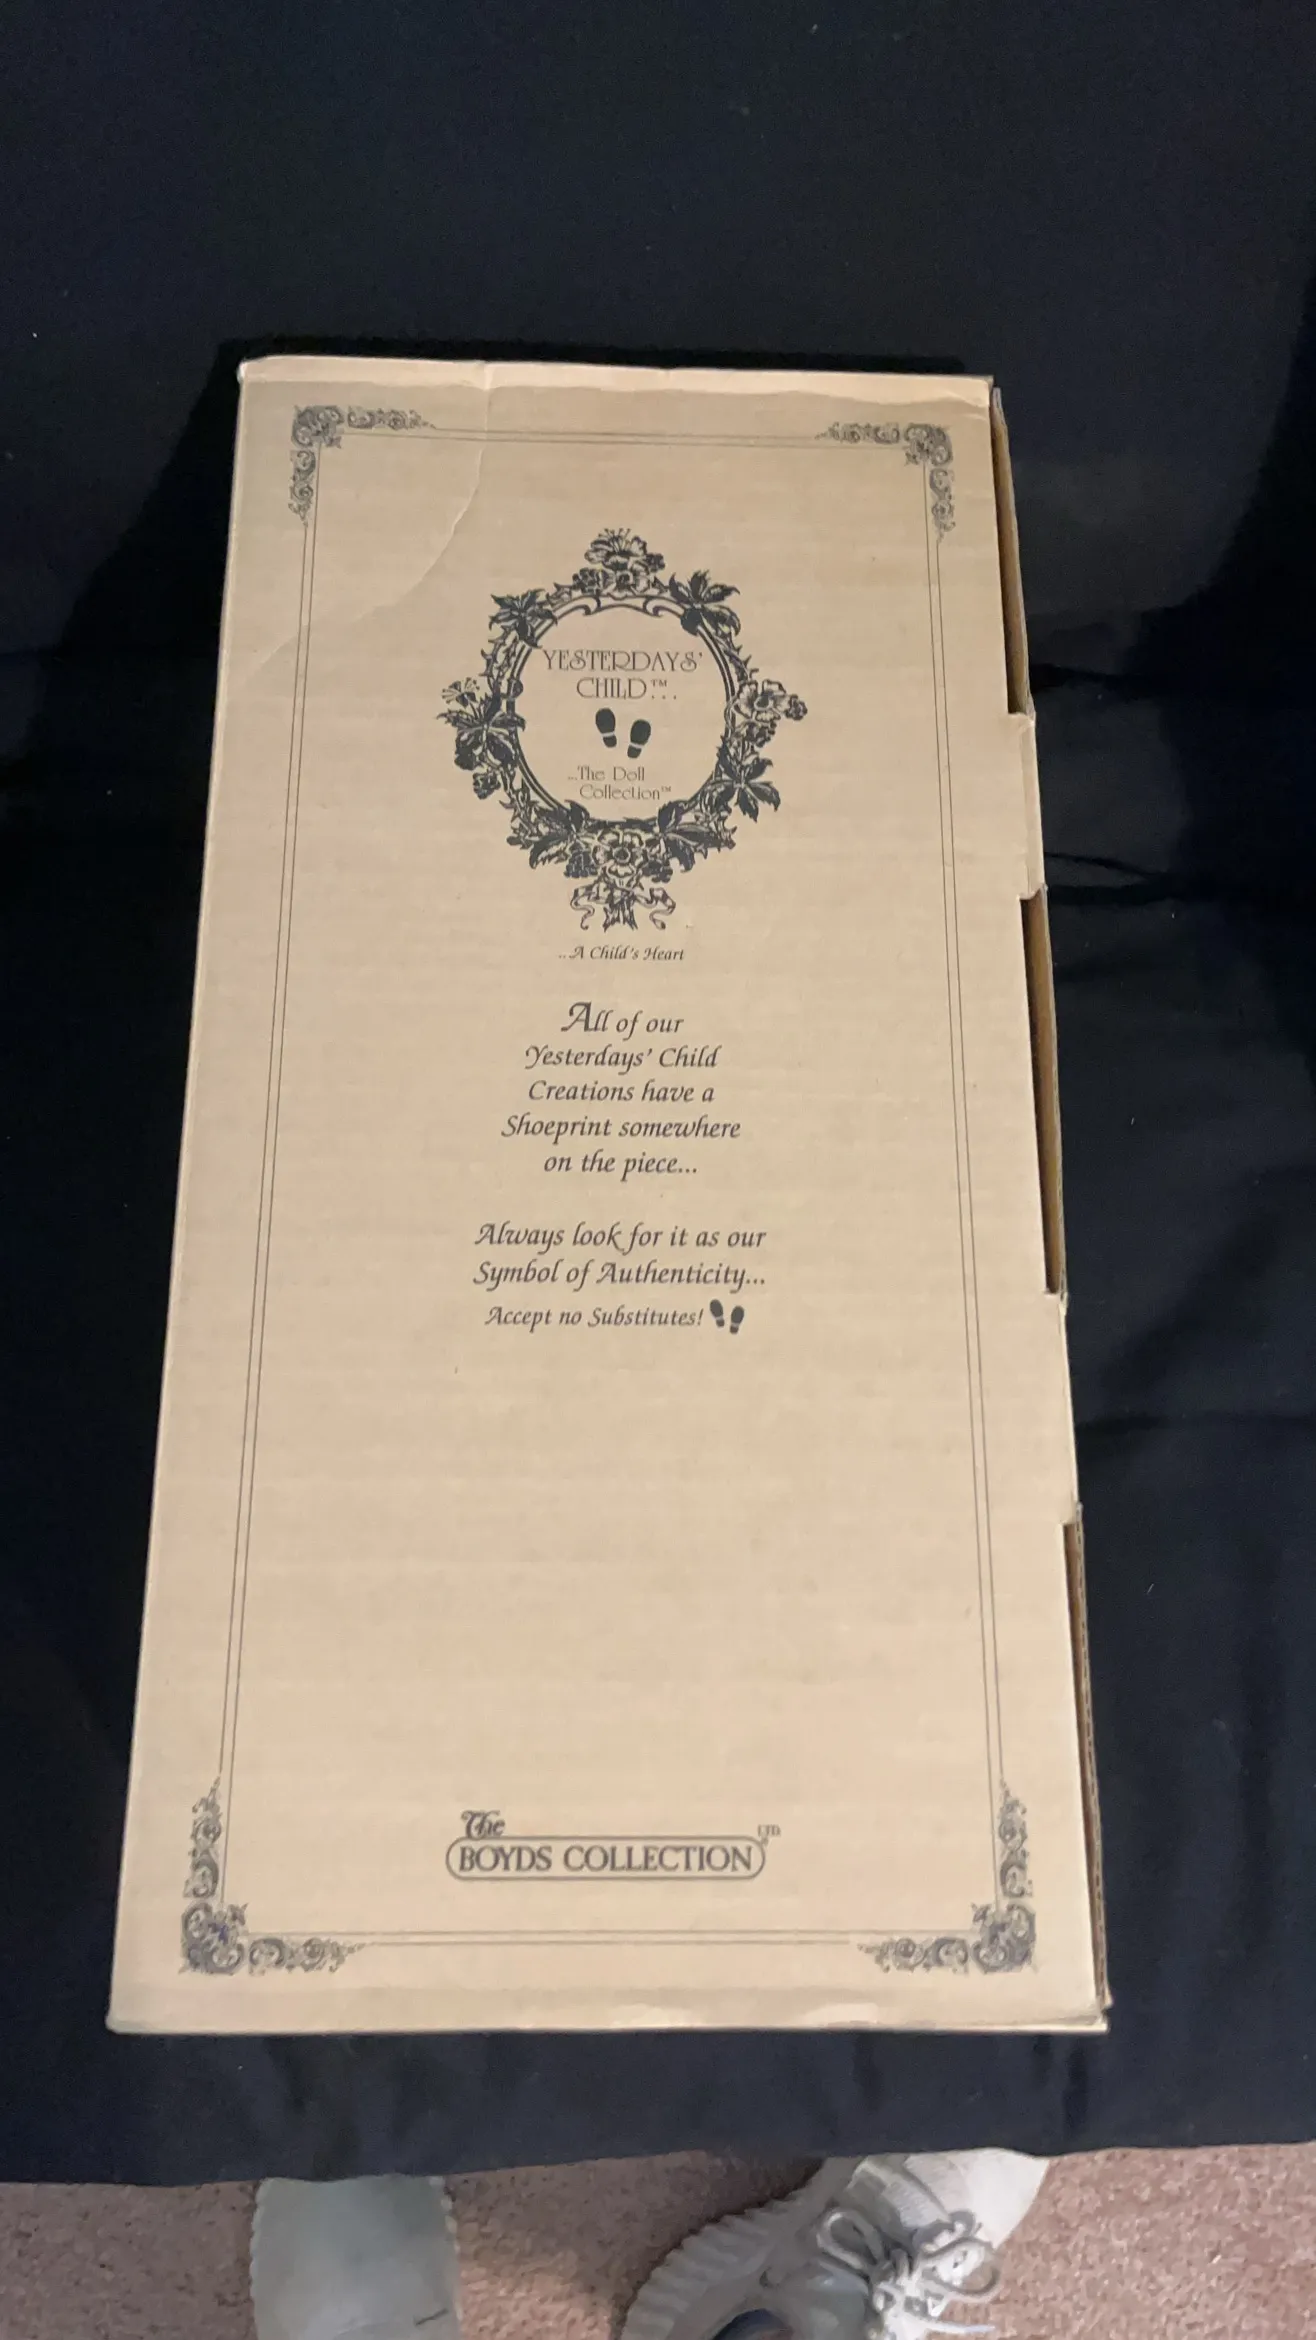 YESTERDAYS'
CHILD™...
...The Doll
Collection™
...A Child's Heart
All of our
Yesterdays' Child
Creations have a
Shoeprint somewhere
on the piece...
Always look for it as our
Symbol of Authenticity...
Accept no Substitutes!
The
BOYDS COLLECTION LTD.®